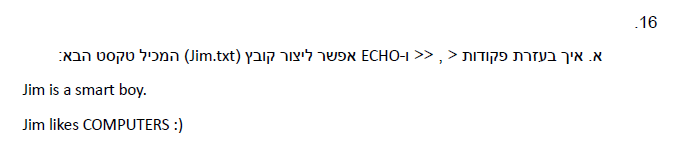 .16
א. איך בעזרת פקודות > , >> ו-ECHO אפשר ליצור קובץ (Jim.txt) המכיל טקסט הבא:
Jim is a smart boy.
Jim likes COMPUTERS :)